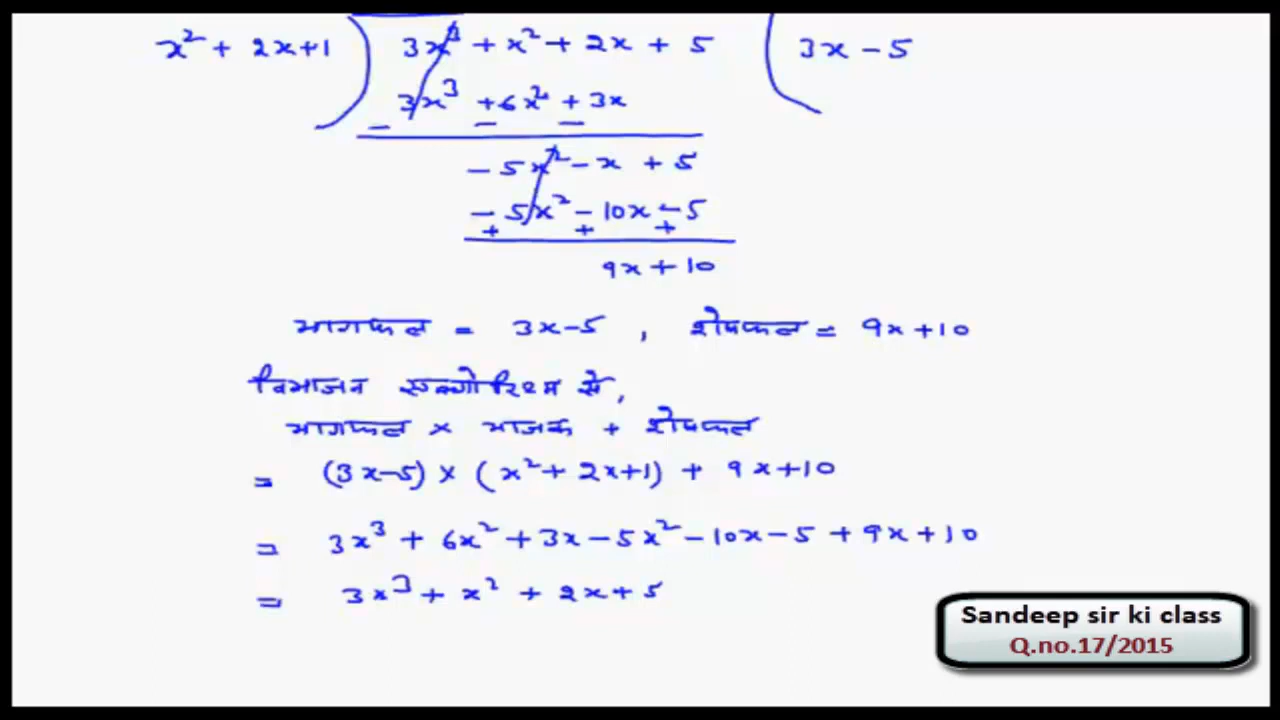 x² + 2x+1 ) 3x³ + x² + 2x + 5 ( 3x - 5
3x³ +6x² + 3x
- - -
- 5x² - x + 5
- 5x² - 10x - 5
+ + +
9x + 10
भागफल = 3x-5 , शेषफल = 9x+10
विभाजन एल्गोरिथ्म से,
भागफल × भाजक + शेषफल
= (3x-5) × (x²+ 2x+1) + 9x+10
= 3x³ + 6x² + 3x - 5x² - 10x - 5 + 9x + 10
= 3x³ + x² + 2x + 5
Sandeep sir ki class
Q.no.17/2015